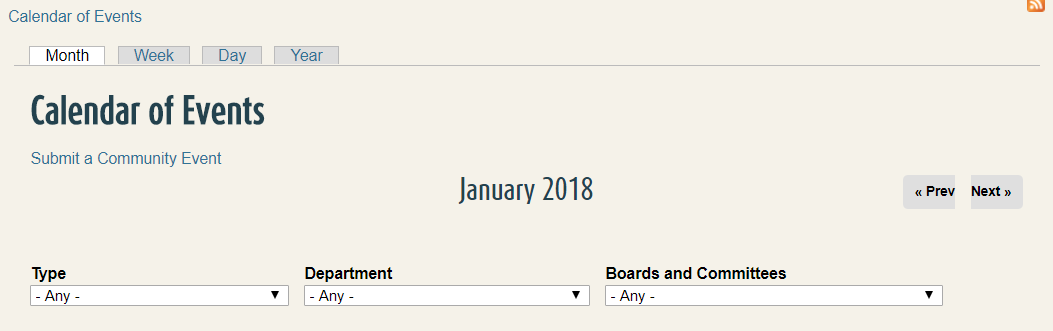 Calendar of Events
Month Week Day Year
Calendar of Events
Submit a Community Event
January 2018
« Prev Next »
Type Department Boards and Committees
- Any - - Any - - Any -